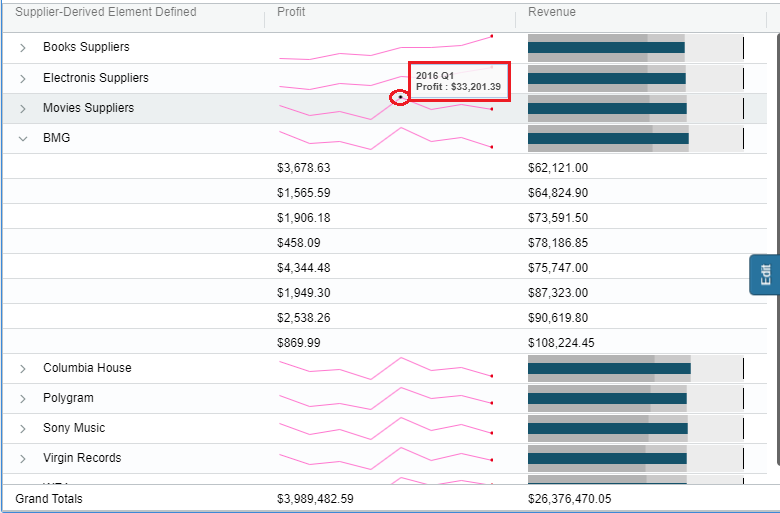 Supplier-Derived Element Defined Profit Revenue
Books Suppliers
Electronis Suppliers
2016 Q1
Profit : $33,201.39
Movies Suppliers
BMG
$3,678.63 $62,121.00
$1,565.59 $64,824.90
$1,906.18 $73,591.50
$458.09 $78,186.85
$4,344.48 $75,747.00
Edit
$1,949.30 $87,323.00
$2,538.26 $90,619.80
$869.99 $108,224.45
Columbia House
Polygram
Sony Music
Virgin Records
Grand Totals $3,989,482.59 $26,376,470.05